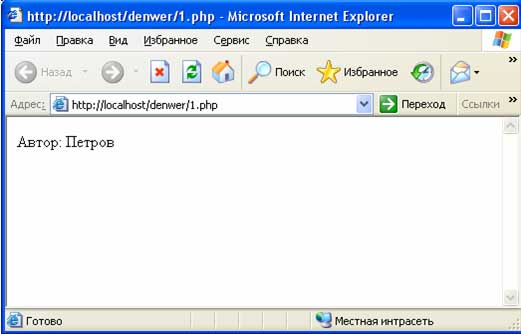 http://localhost/denwer/1.php - Microsoft Internet Explorer
Файл Правка Вид Избранное Сервис Справка
Назад Поиск Избранное
Адрес: http://localhost/denwer/1.php Переход Ссылки
Автор: Петров
Готово Местная интрасеть